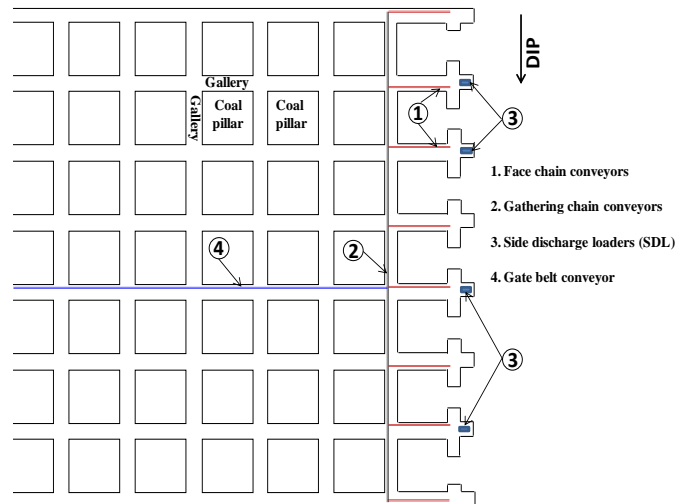 DIP
Gallery
Gallery
Coal
pillar
Coal
pillar
1
3
1. Face chain conveyors
2. Gathering chain conveyors
3. Side discharge loaders (SDL)
4. Gate belt conveyor
4
2
3